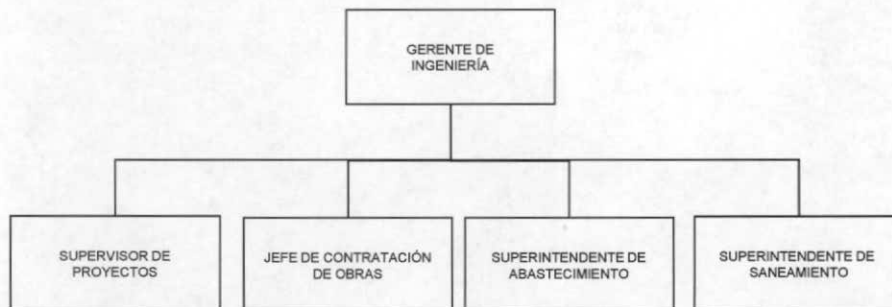 GERENTE DE
INGENIERÍA
SUPERVISOR DE
PROYECTOS
JEFE DE CONTRATACIÓN
DE OBRAS
SUPERINTENDENTE DE
ABASTECIMIENTO
SUPERINTENDENTE DE
SANEAMIENTO